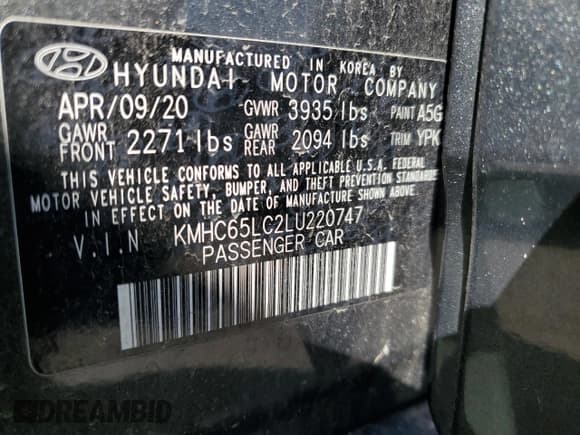 MANUFACTURED IN KOREA BY
HYUNDAI MOTOR COMPANY
APR/09/20 GVWR 3935 lbs PAINT A5G
GAWR FRONT 2271 lbs GAWR REAR 2094 lbs TRIM YPK
THIS VEHICLE CONFORMS TO ALL APPLICABLE U.S.A. FEDERAL
MOTOR VEHICLE SAFETY, BUMPER, AND THEFT PREVENTION STANDARDS
IN EFFECT ON THE DATE OF MANUFACTURE SHOWN ABOVE.
V.I.N KMHC65LC2LU220747
PASSENGER CAR
DREAMBID